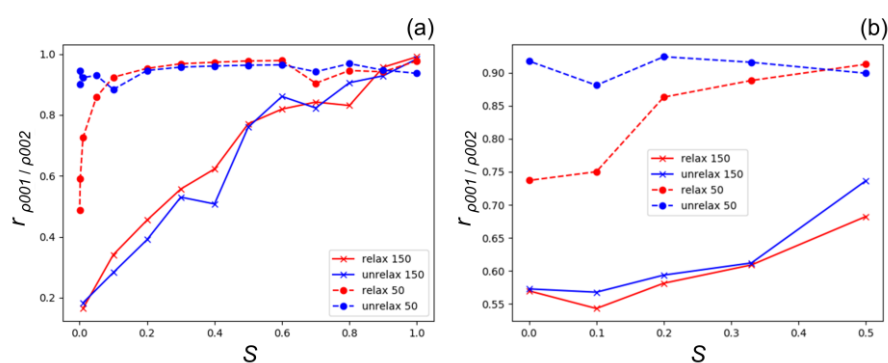 (a)
1.0
0.8
0.6
0.4
0.2
r ρ001 / ρ002
relax 150
unrelax 150
relax 50
unrelax 50
0.0 0.2 0.4 0.6 0.8 1.0
S
(b)
0.90
0.85
0.80
0.75
0.70
0.65
0.60
0.55
r ρ001 / ρ002
relax 150
unrelax 150
relax 50
unrelax 50
0.0 0.1 0.2 0.3 0.4 0.5
S